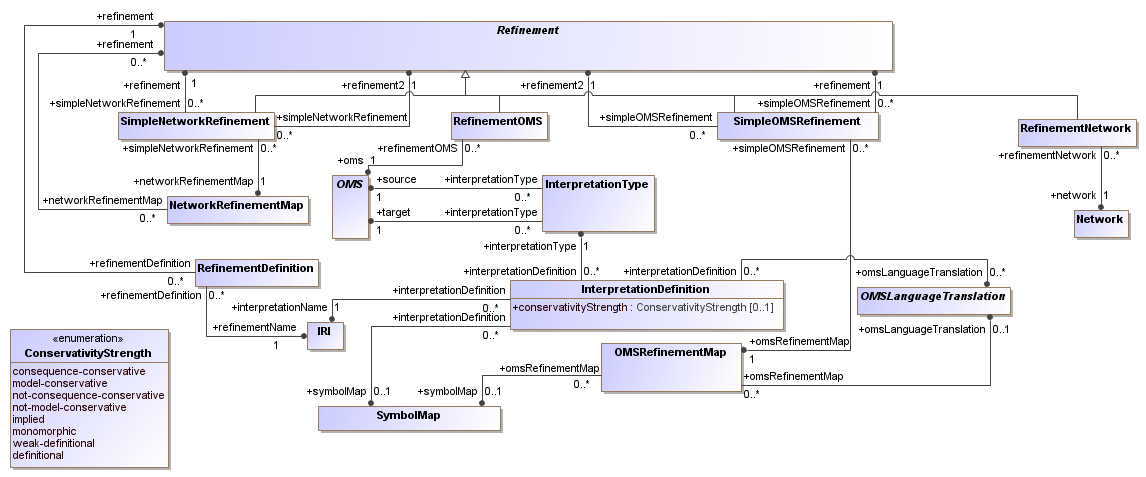 +refinement
1
Refinement
+refinement
0..*
+refinement 1
+refinement2 1
+refinement2 1
+refinement 1
+simpleNetworkRefinement 0..*
+simpleOMSRefinement 0..*
SimpleNetworkRefinement
+simpleNetworkRefinement
0..*
RefinementOMS
+simpleOMSRefinement
0..*
SimpleOMSRefinement
RefinementNetwork
+simpleNetworkRefinement 0..*
+refinementOMS 0..*
+simpleOMSRefinement 0..*
+refinementNetwork 0..*
+oms 1
+networkRefinementMap 1
OMS
+source
1
+interpretationType
0..*
InterpretationType
+network 1
+networkRefinementMap
0..*
NetworkRefinementMap
+target
1
+interpretationType
0..*
Network
+interpretationType 1
+refinementDefinition
0..*
RefinementDefinition
+interpretationDefinition 0..*
+interpretationDefinition 0..*
+omsLanguageTranslation 0..*
+refinementDefinition 0..*
+interpretationDefinition
0..*
InterpretationDefinition
+conservativityStrength : ConservativityStrength [0..1]
OMSLanguageTranslation
+interpretationName 1
+interpretationDefinition
0..*
+refinementName
1
IRI
+omsLanguageTranslation 0..1
«enumeration»
ConservativityStrength
consequence-conservative
model-conservative
not-consequence-conservative
not-model-conservative
implied
monomorphic
weak-definitional
definitional
OMSRefinementMap
+omsRefinementMap
1
+omsRefinementMap
0..*
+omsRefinementMap
0..*
+symbolMap 0..1
+symbolMap 0..1
SymbolMap